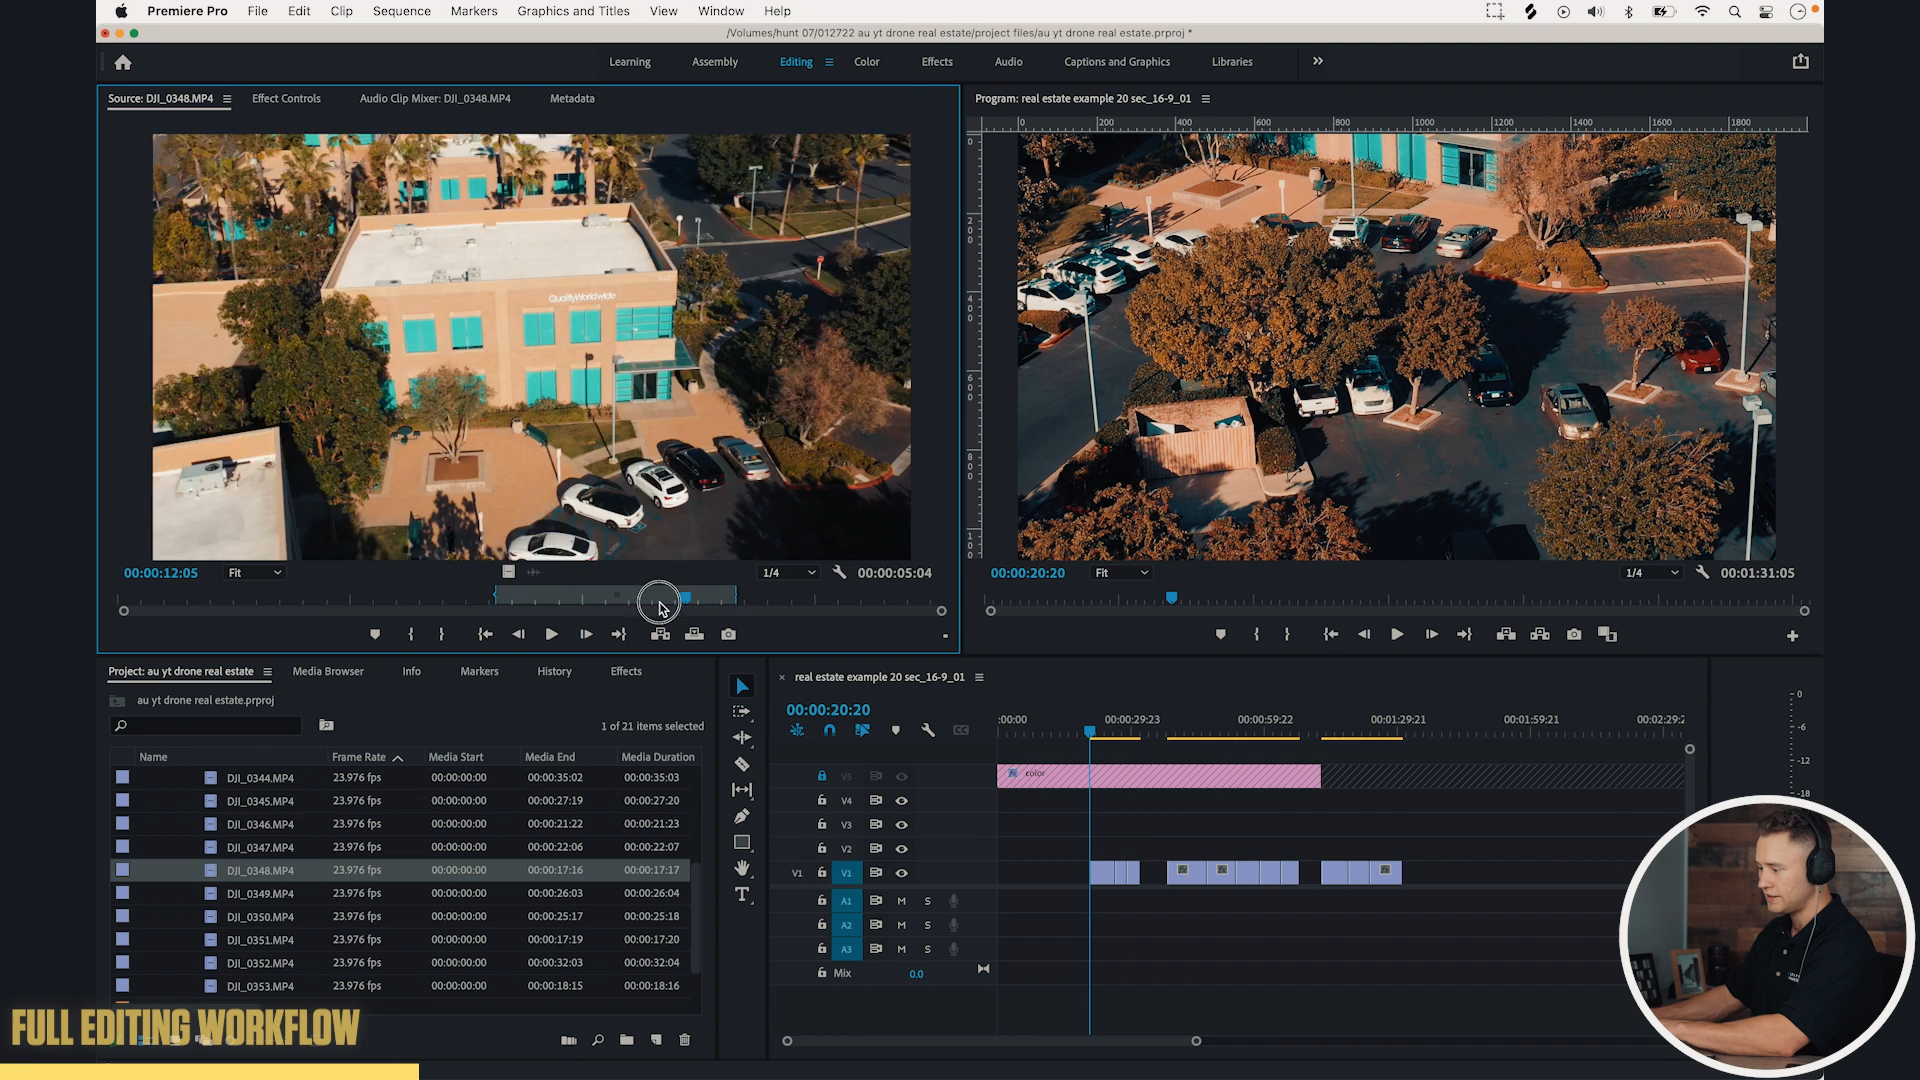 Premiere Pro File Edit Clip Sequence Markers Graphics and Titles View Window Help
/Volumes/hunt 07/012722 au yt drone real estate/project files/au yt drone real estate.prproj *
Learning Assembly Editing Color Effects Audio Captions and Graphics Libraries
Source: DJI_0348.MP4 Effect Controls Audio Clip Mixer: DJI_0348.MP4 Metadata
Program: real estate example 20 sec_16-9_01
0 200 400 600 800 1000 1200 1400 1600 1800
QualityWorldwide
00:00:12:05 Fit 1/4 00:00:05:04
00:00:20:20 Fit 1/4 00:01:31:05
Project: au yt drone real estate Media Browser Info Markers History Effects
au yt drone real estate.prproj
1 of 21 items selected
Name Frame Rate Media Start Media End Media Duration
DJI_0344.MP4 23.976 fps 00:00:00:00 00:00:35:02 00:00:35:03
DJI_0345.MP4 23.976 fps 00:00:00:00 00:00:27:19 00:00:27:20
DJI_0346.MP4 23.976 fps 00:00:00:00 00:00:21:22 00:00:21:23
DJI_0347.MP4 23.976 fps 00:00:00:00 00:00:22:06 00:00:22:07
DJI_0348.MP4 23.976 fps 00:00:00:00 00:00:17:16 00:00:17:17
DJI_0349.MP4 23.976 fps 00:00:00:00 00:00:26:03 00:00:26:04
DJI_0350.MP4 23.976 fps 00:00:00:00 00:00:25:17 00:00:25:18
DJI_0351.MP4 23.976 fps 00:00:00:00 00:00:17:19 00:00:17:20
DJI_0352.MP4 23.976 fps 00:00:00:00 00:00:32:03 00:00:32:04
DJI_0353.MP4 23.976 fps 00:00:00:00 00:00:18:15 00:00:18:16
real estate example 20 sec_16-9_01
00:00:20:20
:00:00 00:00:29:23 00:00:59:22 00:01:29:21 00:01:59:21 00:02:29:2
V5 fx color
V4
V3
V2
V1 V1 fx fx fx
A1 M S
A2 M S
A3 M S
Mix 0.0
0
-6
-12
-18
FULL EDITING WORKFLOW